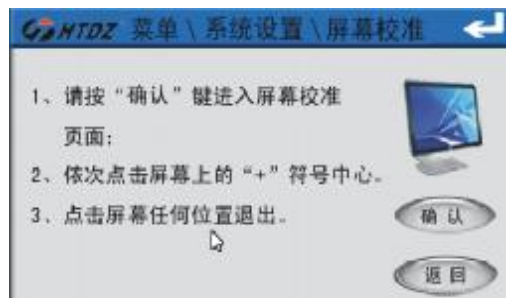 HTDZ 菜单\系统设置\屏幕校准
1、请按“确认”键进入屏幕校准
页面;
2、依次点击屏幕上的“+”符号中心.
3、点击屏幕任何位置退出.
确认
返回